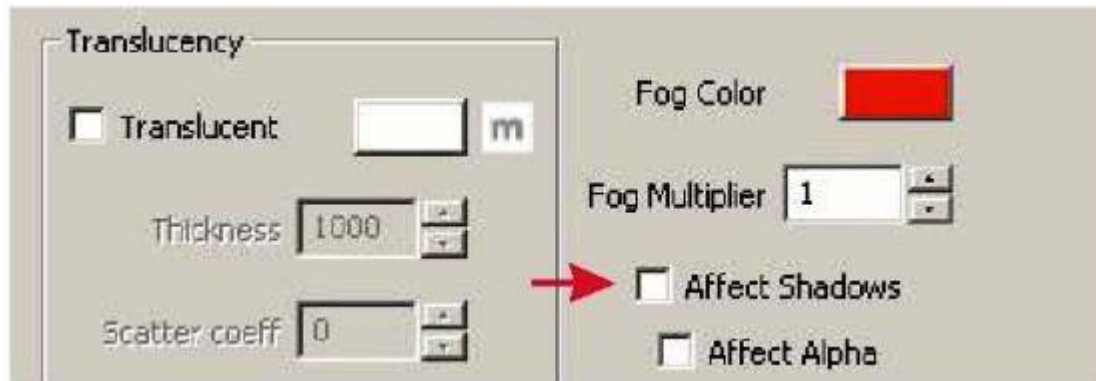 Translucency
Translucent
m
Thickness 1000
Scatter coeff 0
Fog Color
Fog Multiplier 1
Affect Shadows
Affect Alpha